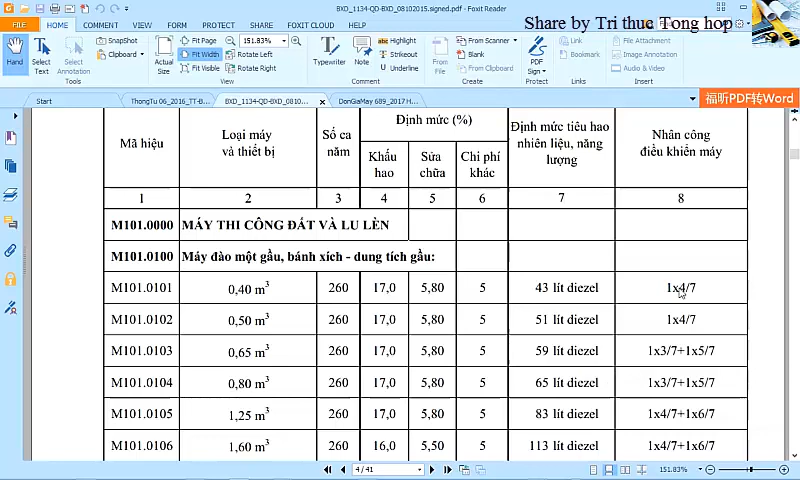 BXD_1134-QD-BXD_08102015.signed.pdf - Foxit Reader
Share by Tri thuc Tong hop
FILE HOME COMMENT VIEW FORM PROTECT SHARE FOXIT CLOUD HELP
Hand
Select Text
Select Annotation
SnapShot
Clipboard
Tools
Actual Size
Fit Page
Fit Width
Fit Visible
151.83%
Rotate Left
Rotate Right
View
Typewriter
Note
Highlight
Strikeout
Underline
Comment
From File
From Scanner
Blank
Create
PDF Sign
Protect
Link
Bookmark
Links
File Attachment
Image Annotation
Audio & Video
Insert
Start
ThongTu 06_2016_TT-B...
BXD_1134-QD-BXD_0810...
DonGiaMay 689_2017 H...
福昕PDF转Word
Mã hiệu
Loại máy và thiết bị
Số ca năm
Định mức (%)
Khấu hao
Sửa chữa
Chi phí khác
Định mức tiêu hao nhiên liệu, năng lượng
Nhân công điều khiển máy
1 2 3 4 5 6 7 8
M101.0000 MÁY THI CÔNG ĐẤT VÀ LU LÈN
M101.0100 Máy đào một gầu, bánh xích - dung tích gầu:
M101.0101 0,40 m³ 260 17,0 5,80 5 43 lít diezel 1x4/7
M101.0102 0,50 m³ 260 17,0 5,80 5 51 lít diezel 1x4/7
M101.0103 0,65 m³ 260 17,0 5,80 5 59 lít diezel 1x3/7+1x5/7
M101.0104 0,80 m³ 260 17,0 5,80 5 65 lít diezel 1x3/7+1x5/7
M101.0105 1,25 m³ 260 17,0 5,80 5 83 lít diezel 1x4/7+1x6/7
M101.0106 1,60 m³ 260 16,0 5,50 5 113 lít diezel 1x4/7+1x6/7
4 / 41
151.83%